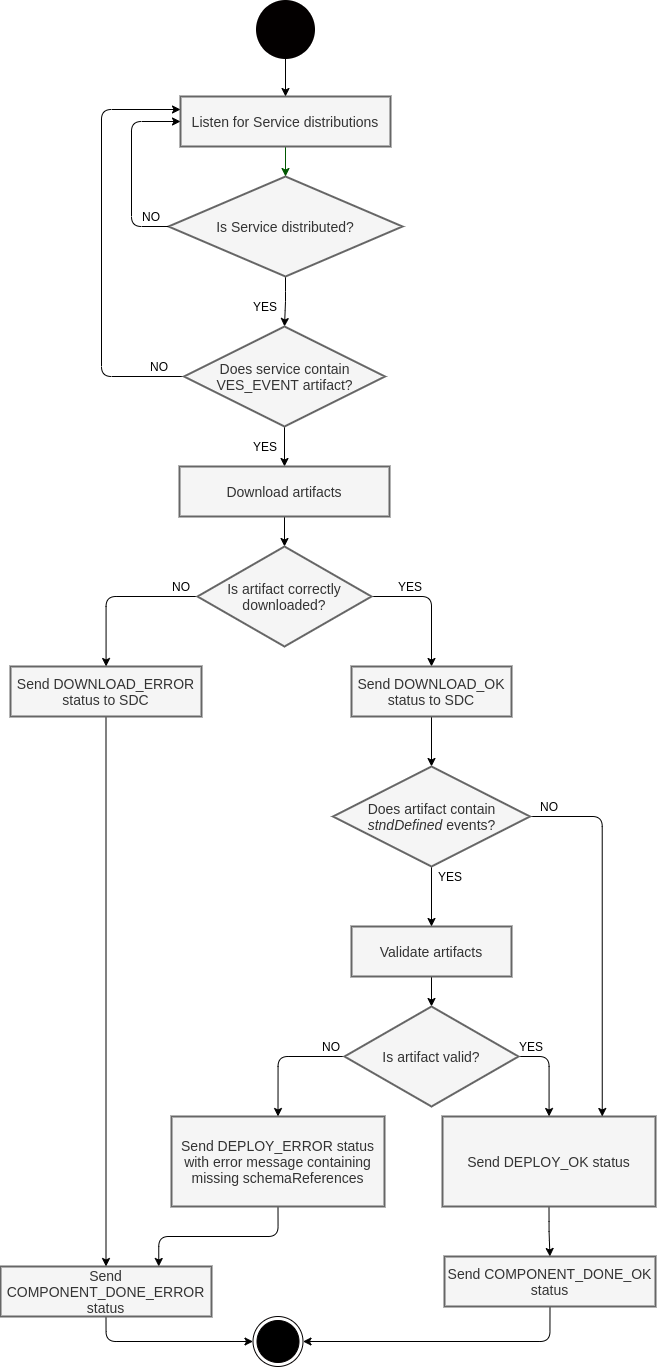 Listen for Service distributions
Is Service distributed?
NO
YES
Does service contain
VES_EVENT artifact?
NO
YES
Download artifacts
Is artifact correctly
downloaded?
NO
YES
Send DOWNLOAD_ERROR
status to SDC
Send DOWNLOAD_OK
status to SDC
Does artifact contain
stndDefined events?
NO
YES
Validate artifacts
Is artifact valid?
NO
YES
Send DEPLOY_ERROR status
with error message containing
missing schemaReferences
Send DEPLOY_OK status
Send
COMPONENT_DONE_ERROR
status
Send COMPONENT_DONE_OK
status